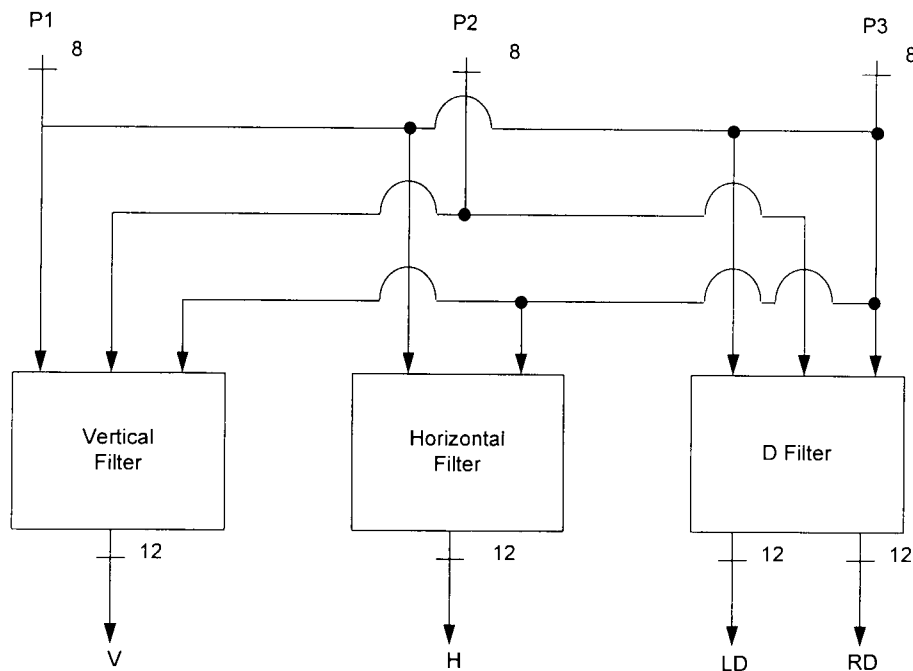 P1 P2 P3
8 8 8
Vertical
Filter
Horizontal
Filter
D Filter
12 12 12 12
V H LD RD